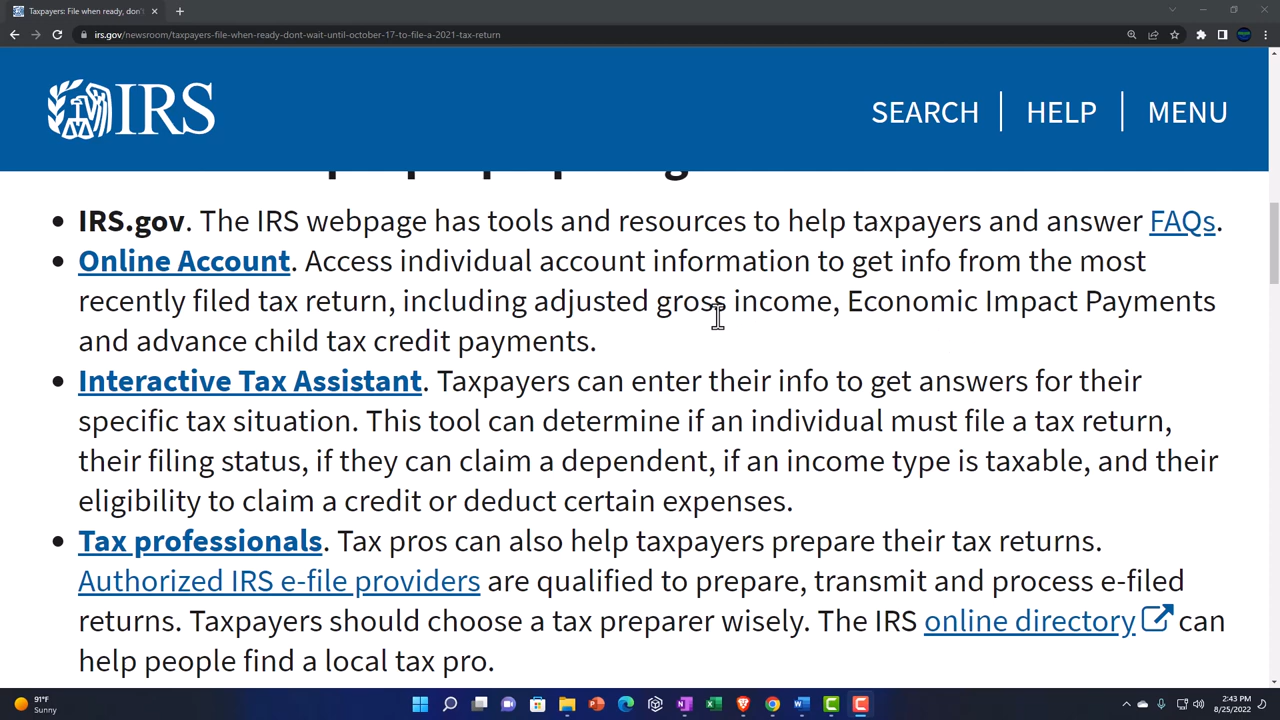 Taxpayers: File when ready, don'
irs.gov/newsroom/taxpayers-file-when-ready-dont-wait-until-october-17-to-file-a-2021-tax-return
IRS
SEARCH
HELP
MENU
IRS.gov. The IRS webpage has tools and resources to help taxpayers and answer FAQs.
Online Account. Access individual account information to get info from the most
recently filed tax return, including adjusted gross income, Economic Impact Payments
and advance child tax credit payments.
Interactive Tax Assistant. Taxpayers can enter their info to get answers for their
specific tax situation. This tool can determine if an individual must file a tax return,
their filing status, if they can claim a dependent, if an income type is taxable, and their
eligibility to claim a credit or deduct certain expenses.
Tax professionals. Tax pros can also help taxpayers prepare their tax returns.
Authorized IRS e-file providers are qualified to prepare, transmit and process e-filed
returns. Taxpayers should choose a tax preparer wisely. The IRS online directory can
help people find a local tax pro.
91°F
Sunny
2:43 PM
8/25/2022